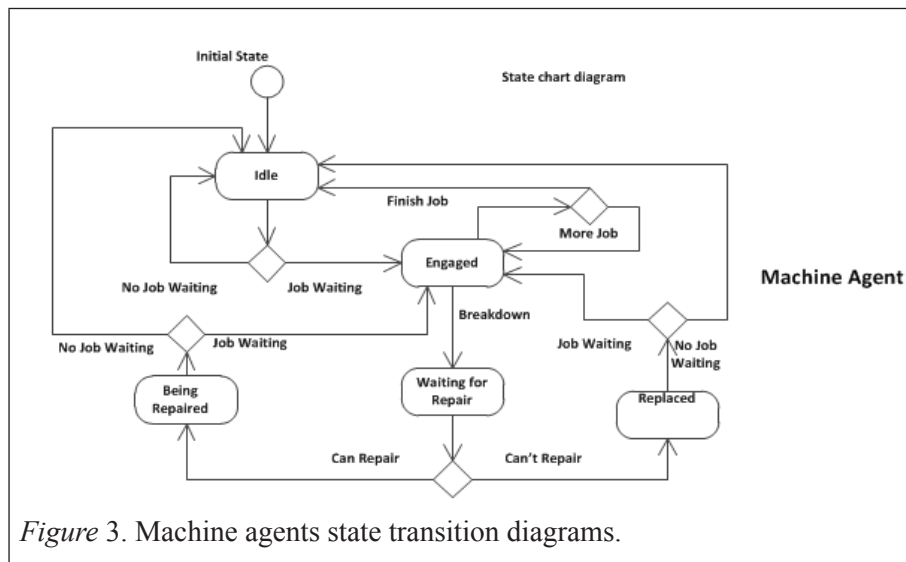 Initial State
State chart diagram
Idle
Finish Job
More Job
No Job Waiting
Job Waiting
Engaged
Machine Agent
Breakdown
No Job Waiting
Job Waiting
Job Waiting
No Job
Waiting
Being
Repaired
Waiting for
Repair
Replaced
Can Repair
Can't Repair
Figure 3. Machine agents state transition diagrams.